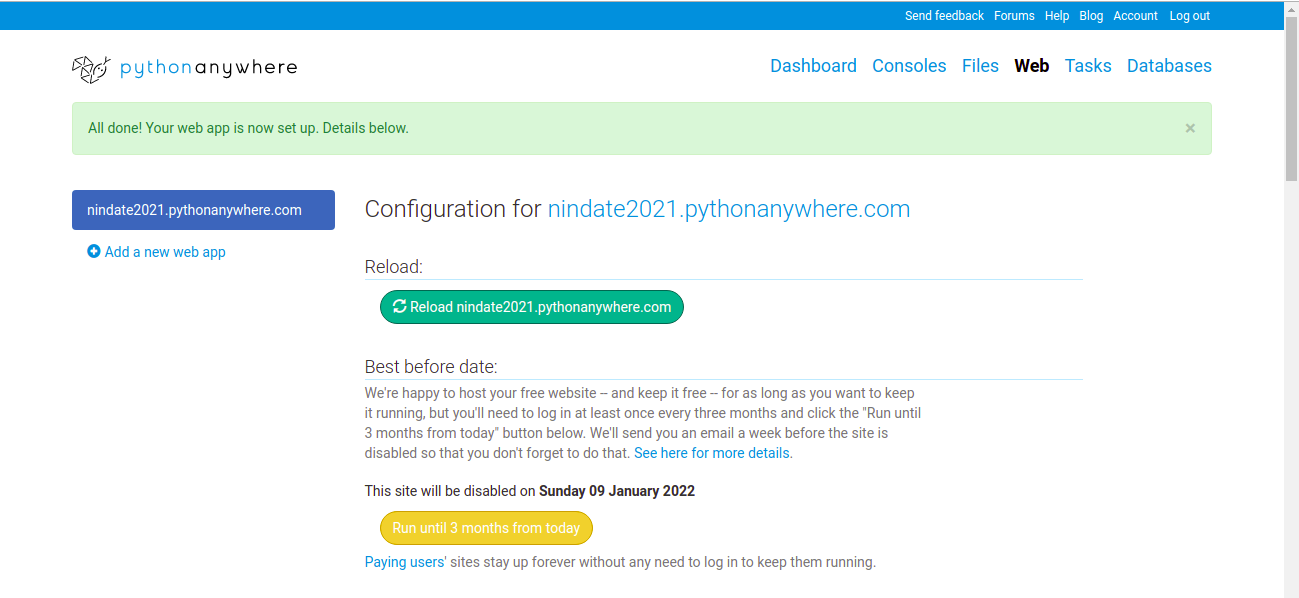 Send feedback Forums Help Blog Account Log out
pythonanywhere
Dashboard Consoles Files Web Tasks Databases
All done! Your web app is now set up. Details below.
×
nindate2021.pythonanywhere.com
Add a new web app
Configuration for nindate2021.pythonanywhere.com
Reload:
Reload nindate2021.pythonanywhere.com
Best before date:
We're happy to host your free website -- and keep it free -- for as long as you want to keep
it running, but you'll need to log in at least once every three months and click the "Run until
3 months from today" button below. We'll send you an email a week before the site is
disabled so that you don't forget to do that. See here for more details.
This site will be disabled on Sunday 09 January 2022
Run until 3 months from today
Paying users' sites stay up forever without any need to log in to keep them running.